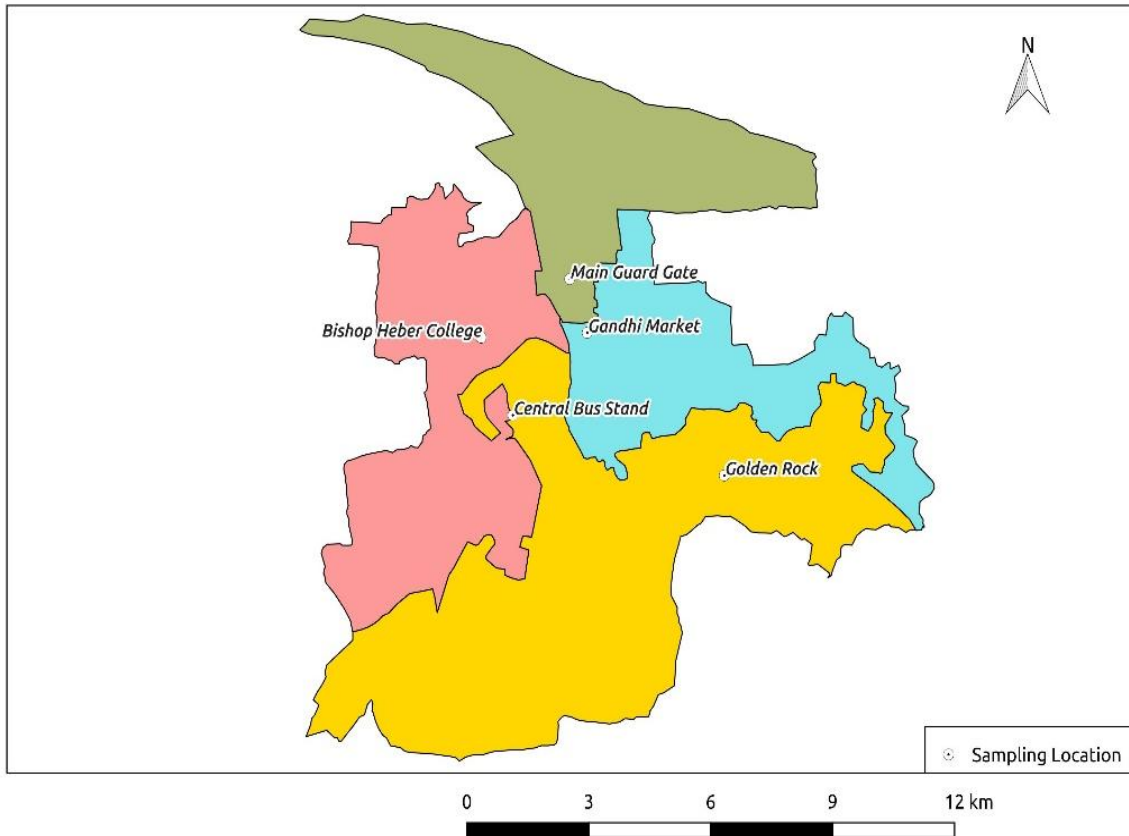 N
Main Guard Gate
Gandhi Market
Bishop Heber College
Central Bus Stand
Golden Rock
Sampling Location
0 3 6 9 12 km